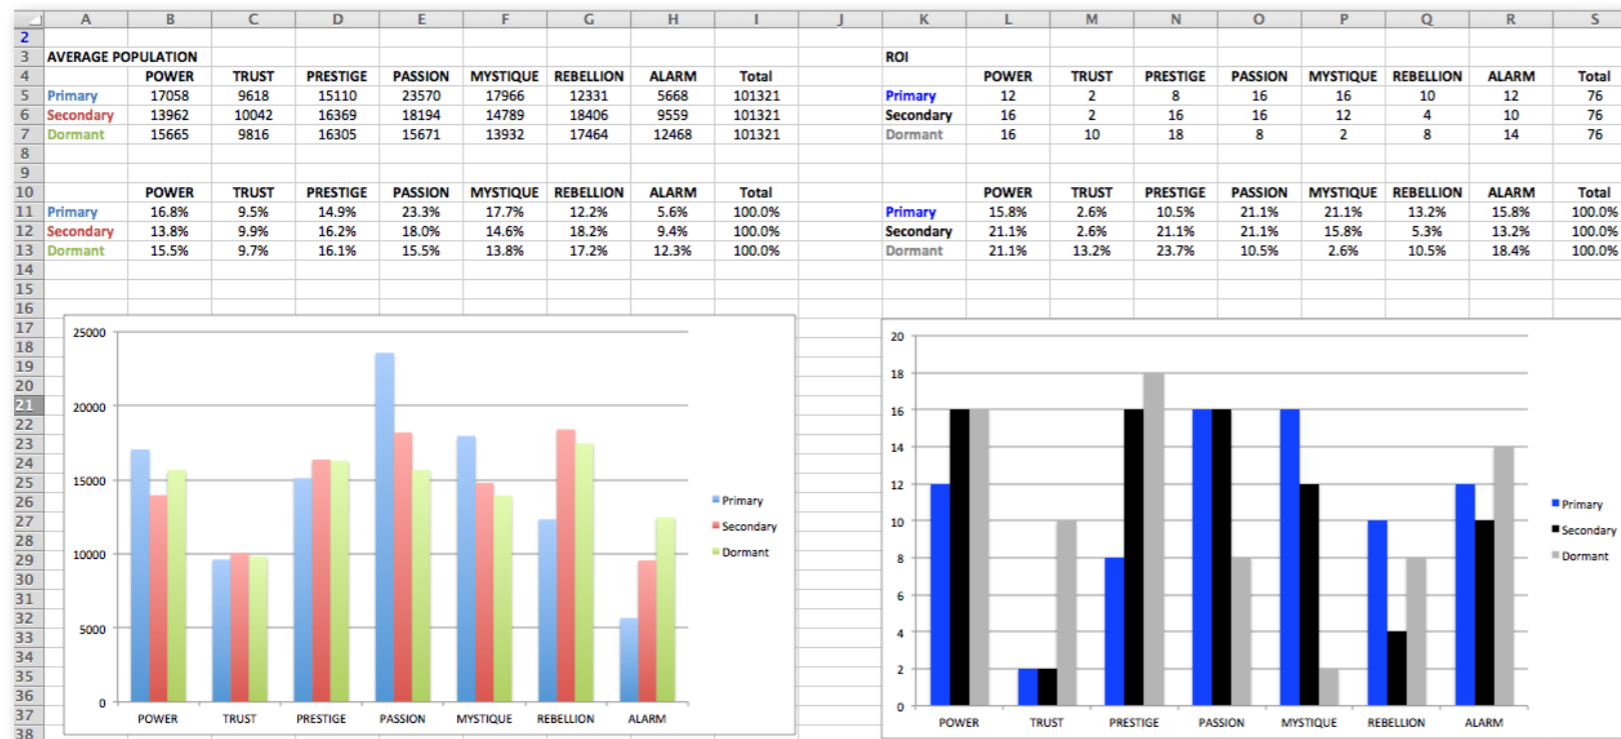 A B C D E F G H I J K L M N O P Q R S
2
3 AVERAGE POPULATION ROI
4 POWER TRUST PRESTIGE PASSION MYSTIQUE REBELLION ALARM Total POWER TRUST PRESTIGE PASSION MYSTIQUE REBELLION ALARM Total
5 Primary 17058 9618 15110 23570 17966 12331 5668 101321 Primary 12 2 8 16 16 10 12 76
6 Secondary 13962 10042 16369 18194 14789 18406 9559 101321 Secondary 16 2 16 16 12 4 10 76
7 Dormant 15665 9816 16305 15671 13932 17464 12468 101321 Dormant 16 10 18 8 2 8 14 76
8
9
10 POWER TRUST PRESTIGE PASSION MYSTIQUE REBELLION ALARM Total POWER TRUST PRESTIGE PASSION MYSTIQUE REBELLION ALARM Total
11 Primary 16.8% 9.5% 14.9% 23.3% 17.7% 12.2% 5.6% 100.0% Primary 15.8% 2.6% 10.5% 21.1% 21.1% 13.2% 15.8% 100.0%
12 Secondary 13.8% 9.9% 16.2% 18.0% 14.6% 18.2% 9.4% 100.0% Secondary 21.1% 2.6% 21.1% 21.1% 15.8% 5.3% 13.2% 100.0%
13 Dormant 15.5% 9.7% 16.1% 15.5% 13.8% 17.2% 12.3% 100.0% Dormant 21.1% 13.2% 23.7% 10.5% 2.6% 10.5% 18.4% 100.0%
14
15
16
17
18
19
20
21
22
23
24
25
26
27
28
29
30
31
32
33
34
35
36
37
38
25000
20000
15000
10000
5000
0
POWER TRUST PRESTIGE PASSION MYSTIQUE REBELLION ALARM
Primary
Secondary
Dormant
20
18
16
14
12
10
8
6
4
2
0
POWER TRUST PRESTIGE PASSION MYSTIQUE REBELLION ALARM
Primary
Secondary
Dormant